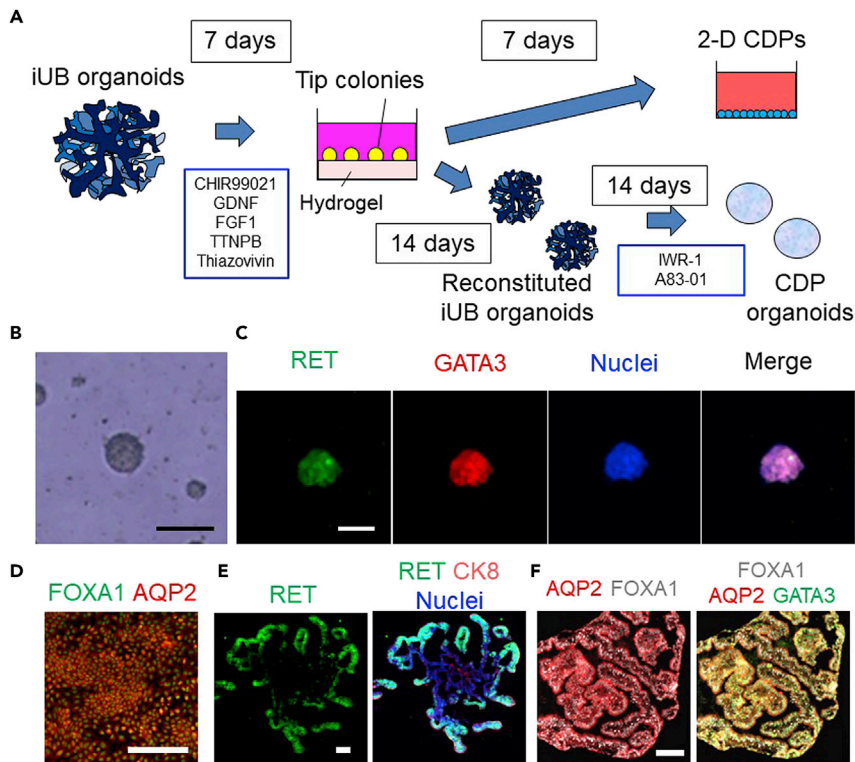 A
7 days
7 days
2-D CDPs
iUB organoids
Tip colonies
CHIR99021
GDNF
FGF1
TTNPB
Thiazovivin
Hydrogel
14 days
14 days
IWR-1
A83-01
Reconstituted
iUB organoids
CDP
organoids
B
C
RET
GATA3
Nuclei
Merge
D
FOXA1 AQP2
E
RET
RET CK8
Nuclei
F
AQP2 FOXA1
FOXA1
AQP2 GATA3